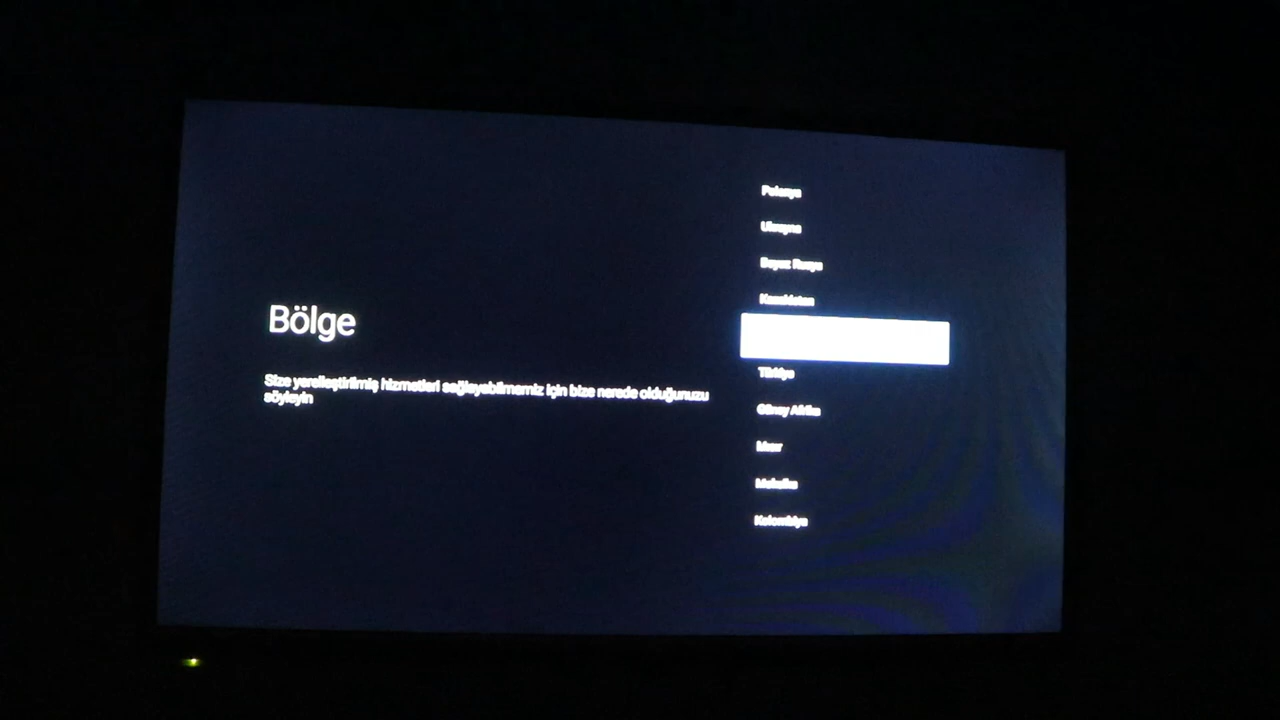 Bölge
Size yerelleştirilmiş hizmetleri sağlayabilmemiz için bize nerede olduğunuzu
söyleyin
Polonya
Ukrayna
Beyaz Rusya
Kazakistan
Türkiye
Güney Afrika
Mısır
Meksika
Kolombiya